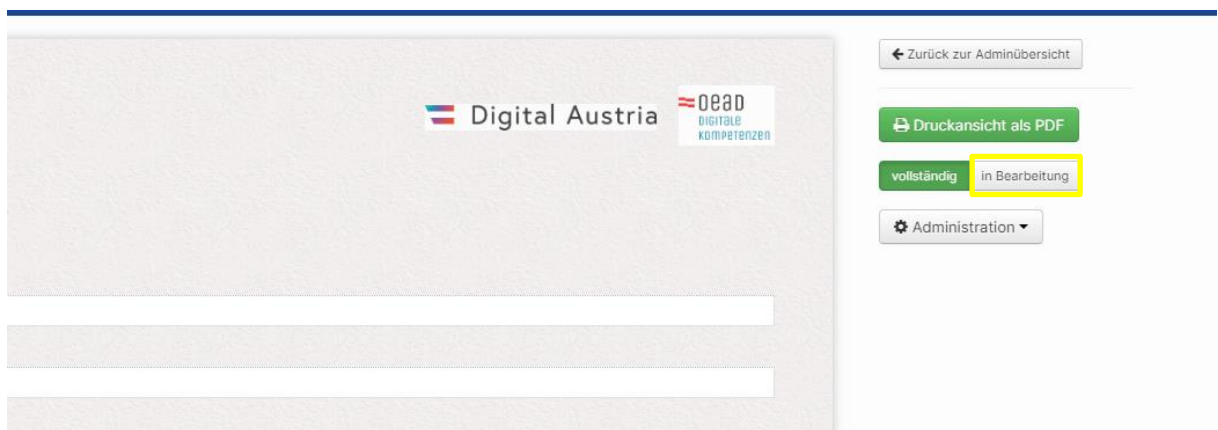 Zurück zur Adminübersicht
Digital Austria
OeaD
DIGITALE
KOMPETENZEN
Druckansicht als PDF
vollständig in Bearbeitung
Administration